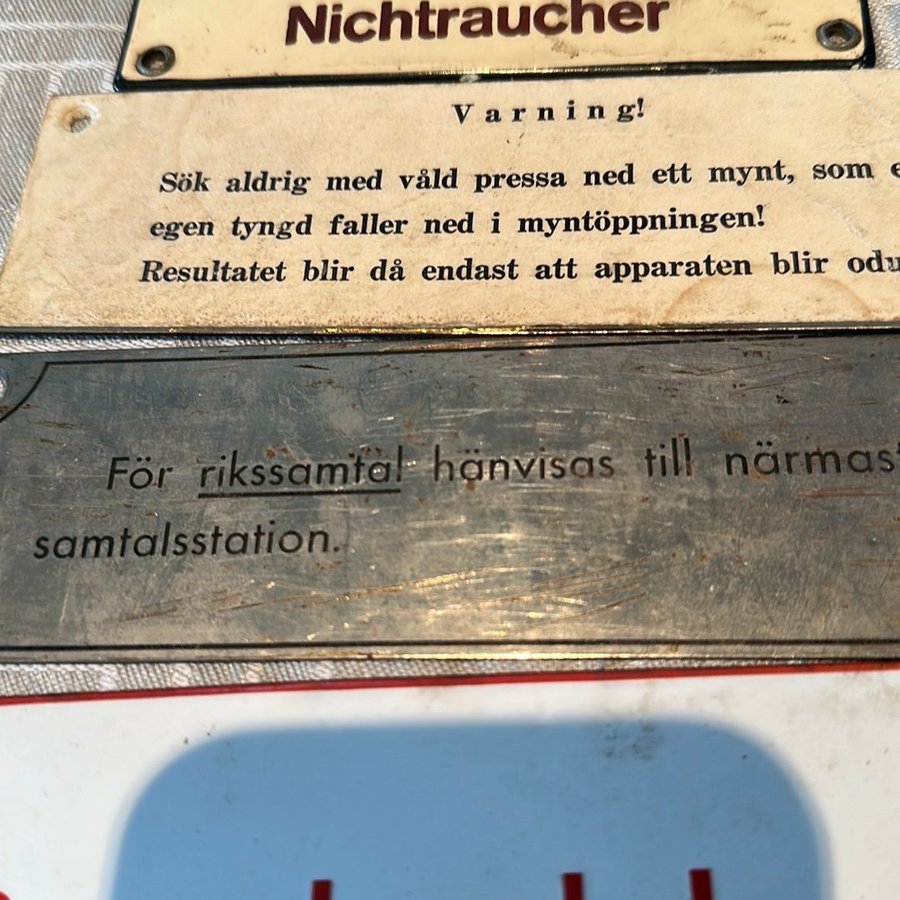 Nichtraucher
Varning!
Sök aldrig med våld pressa ned ett mynt, som
egen tyngd faller ned i myntöppningen!
Resultatet blir då endast att apparaten blir
För rikssamtal hänvisas till
samtalsstation.